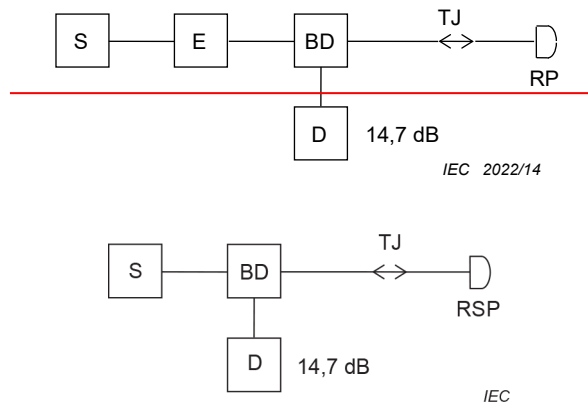 TJ
S E BD
RP
D 14,7 dB
IEC 2022/14
TJ
S BD
RSP
D 14,7 dB
IEC